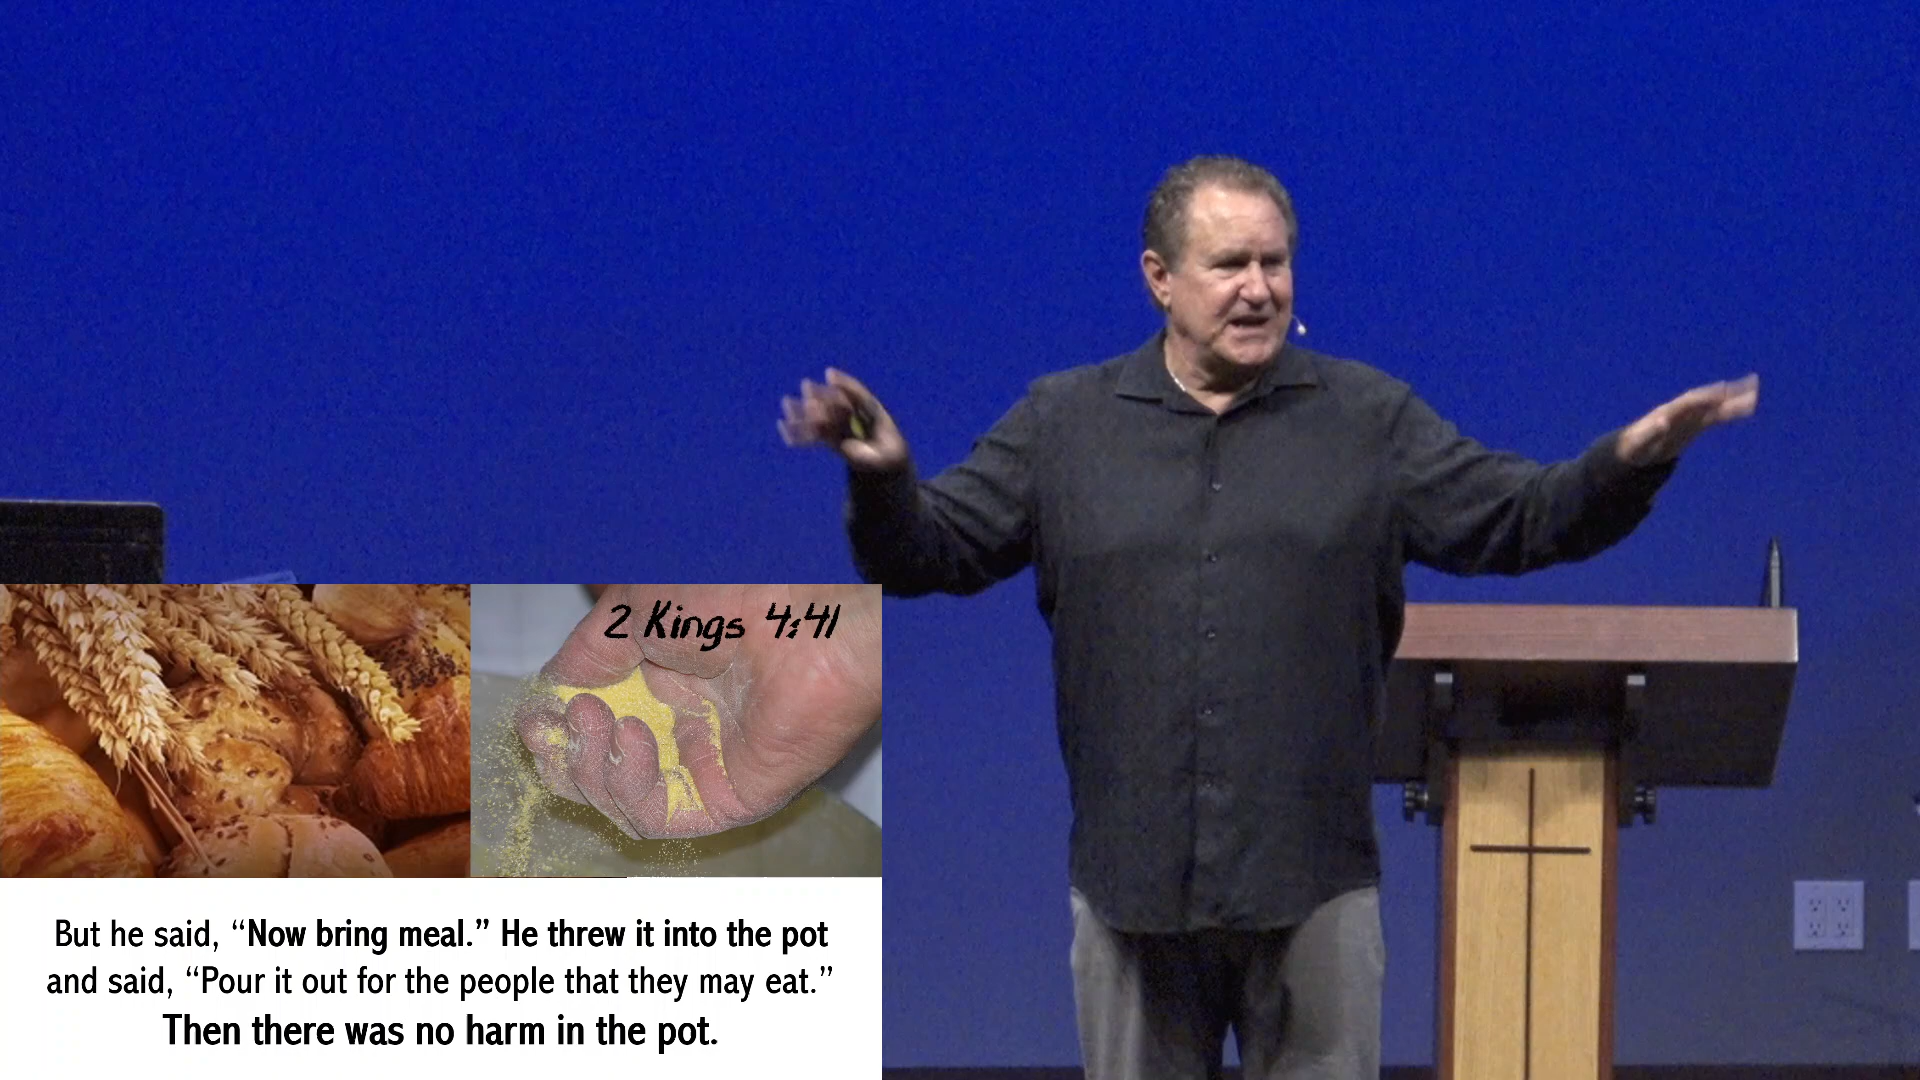 2 Kings 4:41
But he said, “Now bring meal.” He threw it into the pot
and said, “Pour it out for the people that they may eat.”
Then there was no harm in the pot.